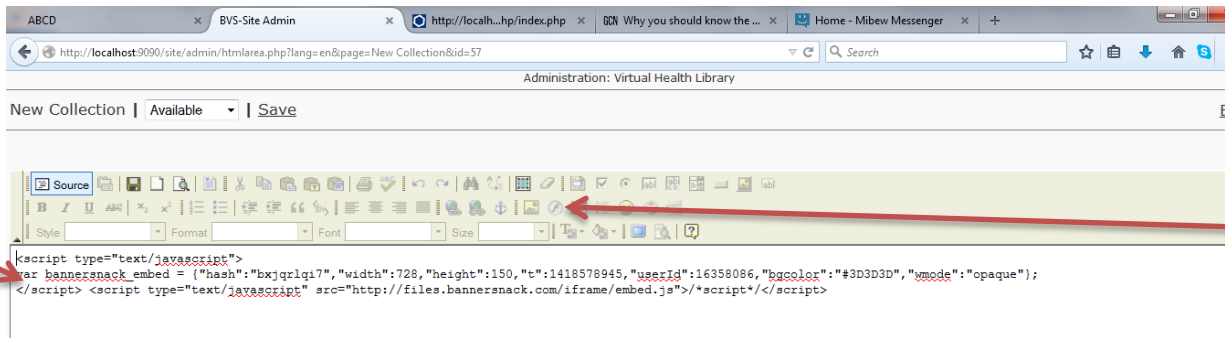 ABCD × BVS-Site Admin × http://localh...hp/index.php × GCN Why you should know the ... × Home - Mibew Messenger × +
http://localhost:9090/site/admin/htmlarea.php?lang=en&page=New Collection&id=57 Search
Administration: Virtual Health Library
New Collection | Available | Save
Source
B I U ABC x₂ x²
Style Format Font Size
<script type="text/javascript">
var bannersnack_embed = {"hash":"bxjqrlqi7","width":728,"height":150,"t":1418578945,"userId":16358086,"bgcolor":"#3D3D3D","wmode":"opaque"};
</script> <script type="text/javascript" src="http://files.bannersnack.com/iframe/embed.js">/*script*/</script>